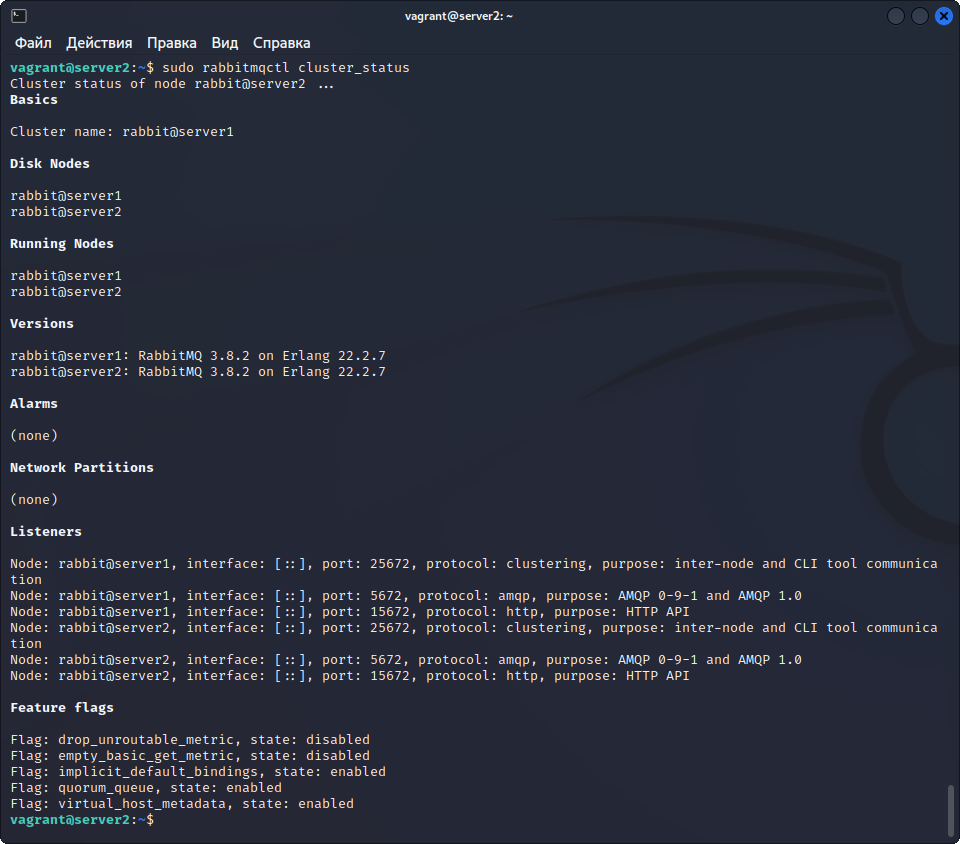 vagrant@server2: ~
Файл Действия Правка Вид Справка
vagrant@server2:~$ sudo rabbitmqctl cluster_status
Cluster status of node rabbit@server2 ...
Basics
Cluster name: rabbit@server1
Disk Nodes
rabbit@server1
rabbit@server2
Running Nodes
rabbit@server1
rabbit@server2
Versions
rabbit@server1: RabbitMQ 3.8.2 on Erlang 22.2.7
rabbit@server2: RabbitMQ 3.8.2 on Erlang 22.2.7
Alarms
(none)
Network Partitions
(none)
Listeners
Node: rabbit@server1, interface: [::], port: 25672, protocol: clustering, purpose: inter-node and CLI tool communica
tion
Node: rabbit@server1, interface: [::], port: 5672, protocol: amqp, purpose: AMQP 0-9-1 and AMQP 1.0
Node: rabbit@server1, interface: [::], port: 15672, protocol: http, purpose: HTTP API
Node: rabbit@server2, interface: [::], port: 25672, protocol: clustering, purpose: inter-node and CLI tool communica
tion
Node: rabbit@server2, interface: [::], port: 5672, protocol: amqp, purpose: AMQP 0-9-1 and AMQP 1.0
Node: rabbit@server2, interface: [::], port: 15672, protocol: http, purpose: HTTP API
Feature flags
Flag: drop_unroutable_metric, state: disabled
Flag: empty_basic_get_metric, state: disabled
Flag: implicit_default_bindings, state: enabled
Flag: quorum_queue, state: enabled
Flag: virtual_host_metadata, state: enabled
vagrant@server2:~$